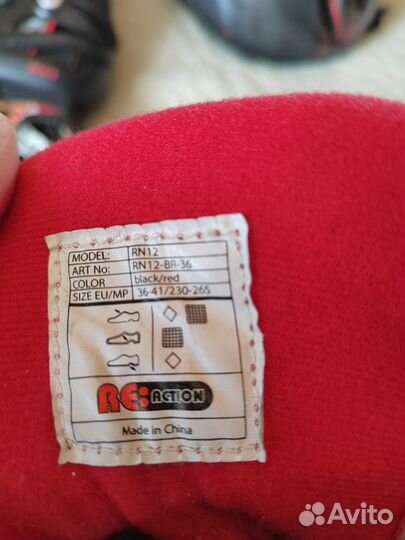 MODEL: RN12
ART No: RN12-BR-36
COLOR black/red
SIZE EU/MP 36-41/230-265
RE:ACTION
Made in China
Avito